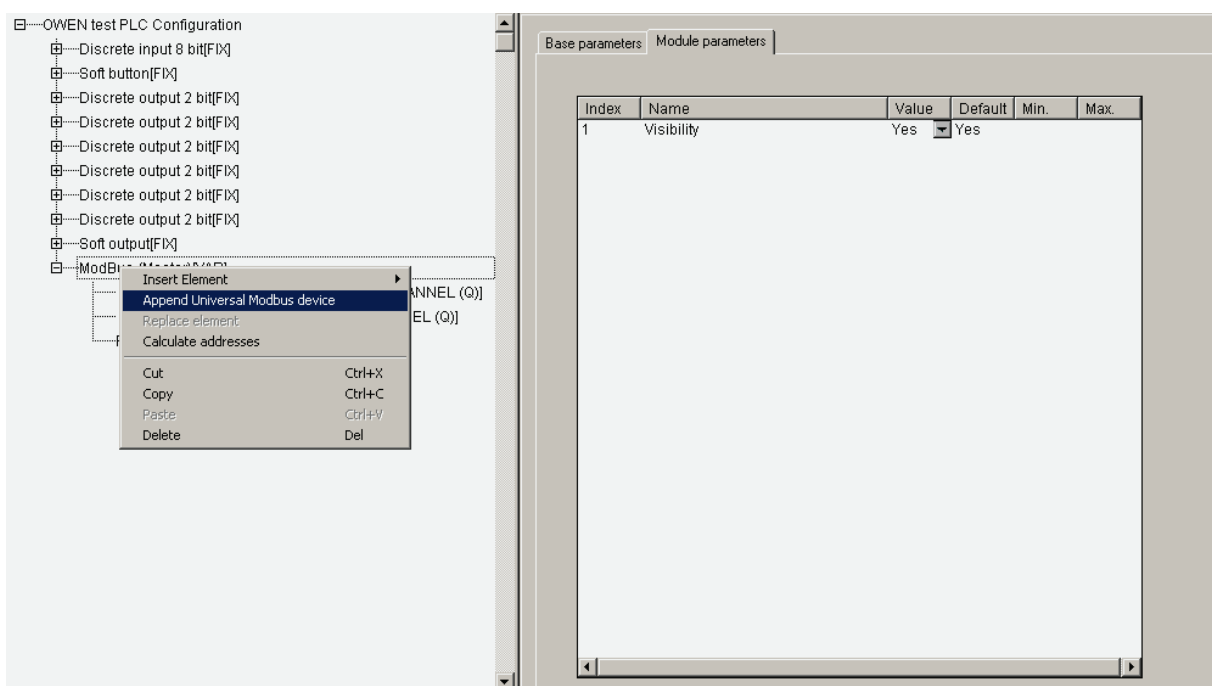 OWEN test PLC Configuration
Discrete input 8 bit[FIX]
Soft button[FIX]
Discrete output 2 bit[FIX]
Discrete output 2 bit[FIX]
Discrete output 2 bit[FIX]
Discrete output 2 bit[FIX]
Discrete output 2 bit[FIX]
Discrete output 2 bit[FIX]
Soft output[FIX]
Insert Element
Append Universal Modbus device
Replace element
Calculate addresses
Cut Ctrl+X
Copy Ctrl+C
Paste Ctrl+V
Delete Del
ANNEL (Q)]
EL (Q)]
Base parameters Module parameters
Index Name Value Default Min. Max.
1 Visibility Yes Yes